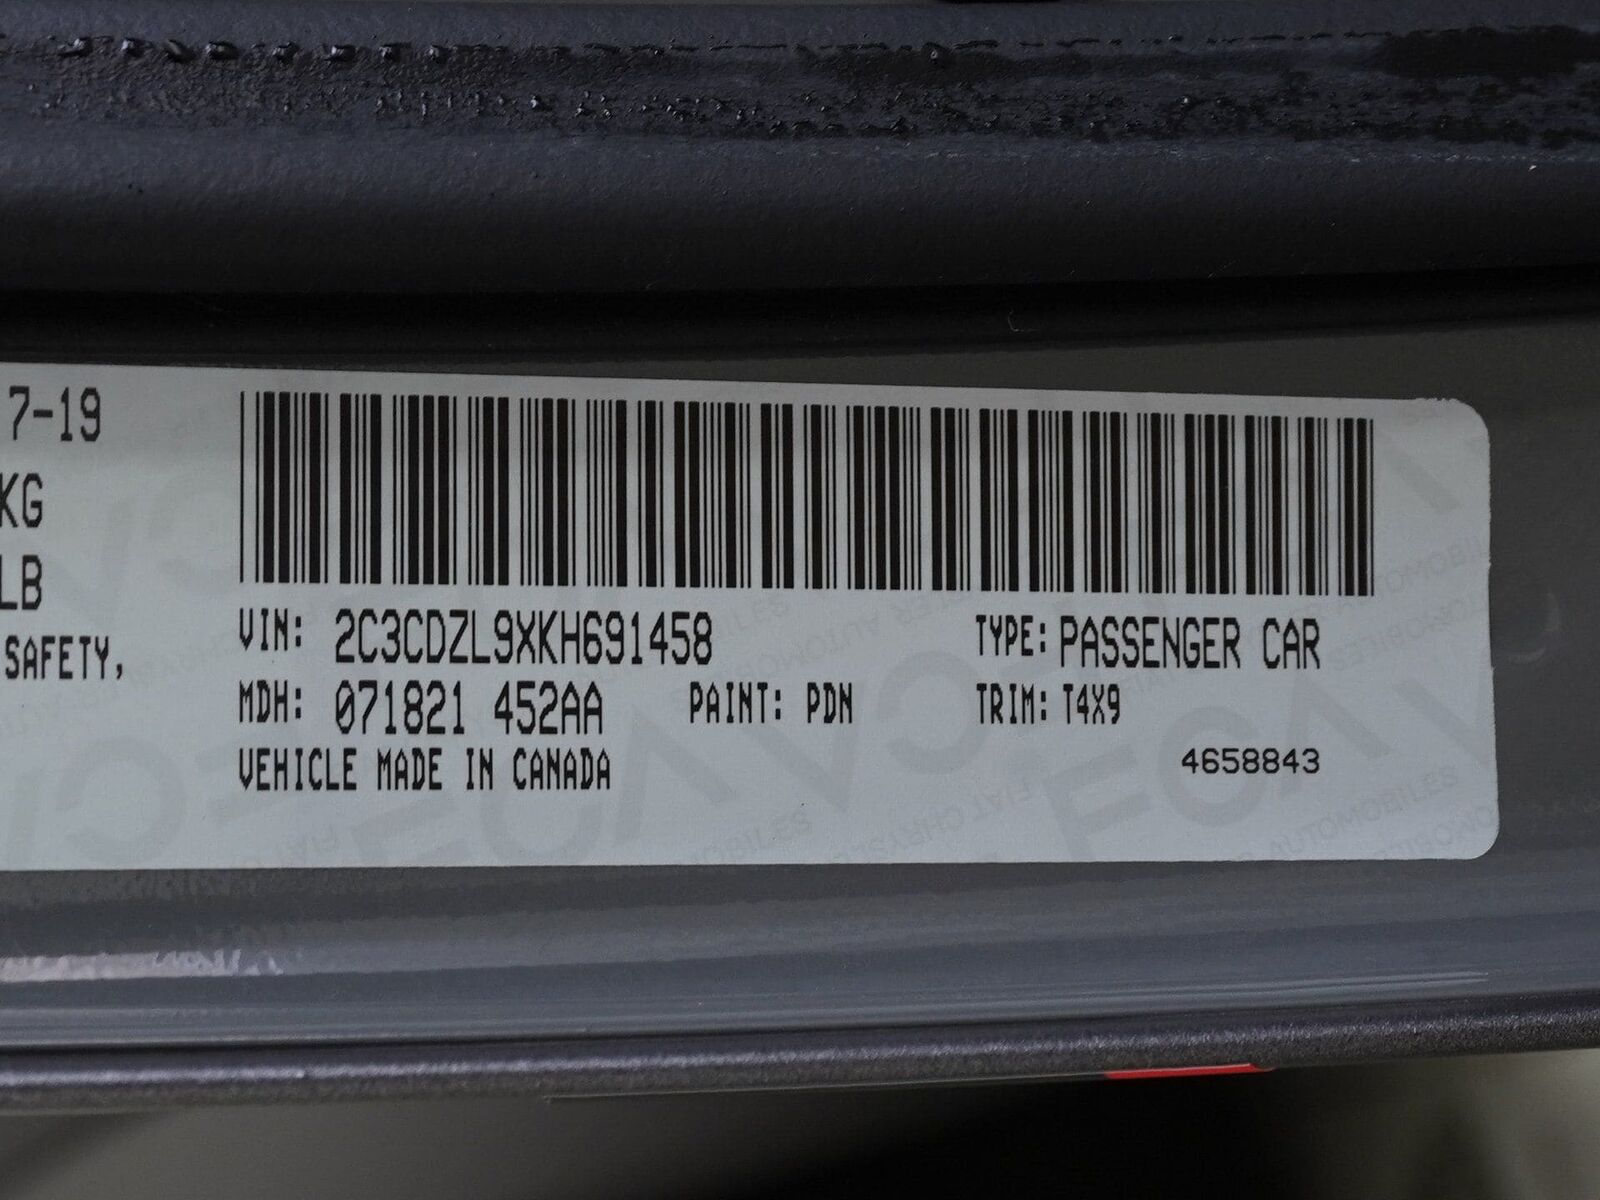 7-19
KG
LB
SAFETY,
VIN: 2C3CDZL9XKH691458 TYPE: PASSENGER CAR
MDH: 071821 452AA PAINT: PDN TRIM: T4X9
VEHICLE MADE IN CANADA 4658843